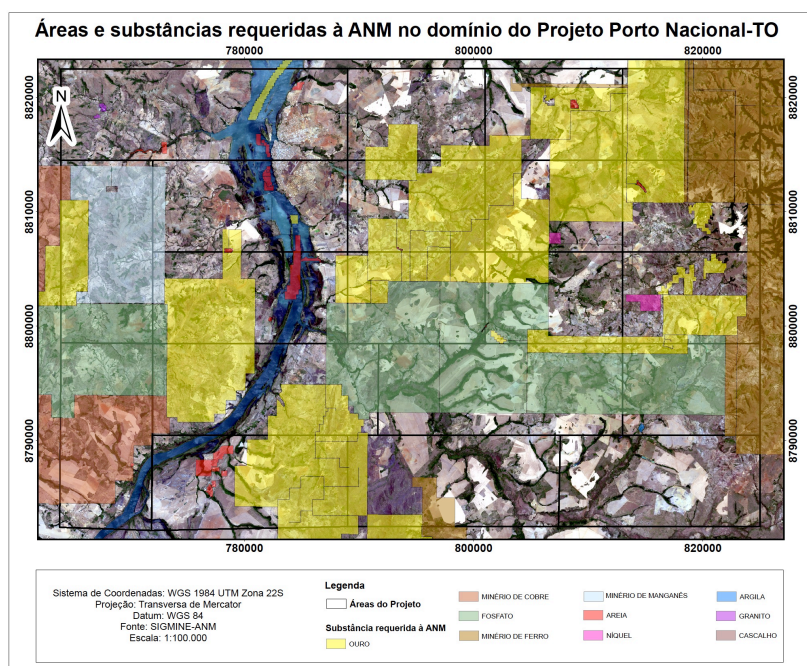 Áreas e substâncias requeridas à ANM no domínio do Projeto Porto Nacional-TO
780000 800000 820000
8820000 8820000
N
8810000 8810000
8800000 8800000
8790000 8790000
780000 800000 820000
Sistema de Coordenadas: WGS 1984 UTM Zona 22S
Projeção: Transversa de Mercator
Datum: WGS 84
Fonte: SIGMINE-ANM
Escala: 1:100.000
Legenda
Áreas do Projeto
Substância requerida à ANM
OURO
MINÉRIO DE COBRE
FOSFATO
MINÉRIO DE FERRO
MINÉRIO DE MANGANÊS
AREIA
NÍQUEL
ARGILA
GRANITO
CASCALHO